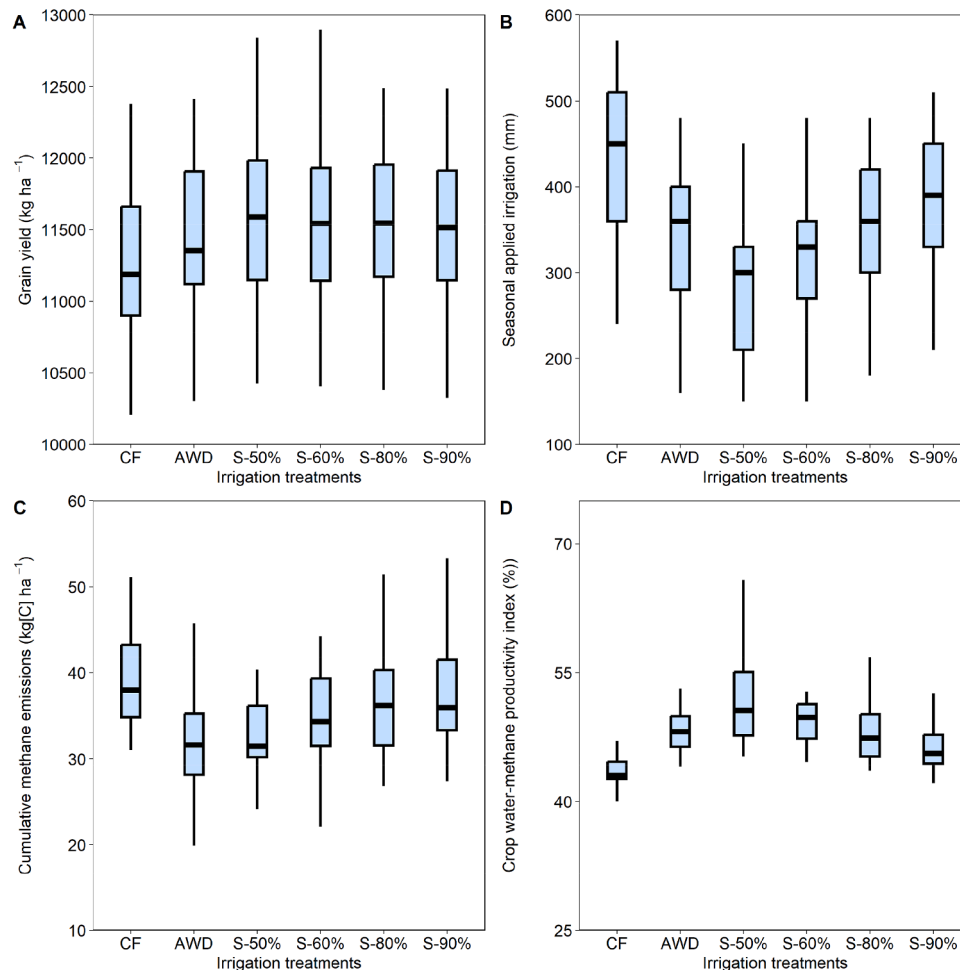 A
Grain yield (kg ha ⁻¹)
13000
12500
12000
11500
11000
10500
10000
CF AWD S-50% S-60% S-80% S-90%
Irrigation treatments
B
Seasonal applied irrigation (mm)
600
500
400
300
200
100
CF AWD S-50% S-60% S-80% S-90%
Irrigation treatments
C
Cumulative methane emissions (kg[C] ha ⁻¹)
60
50
40
30
20
10
CF AWD S-50% S-60% S-80% S-90%
Irrigation treatments
D
Crop water-methane productivity index (%))
70
55
40
25
CF AWD S-50% S-60% S-80% S-90%
Irrigation treatments